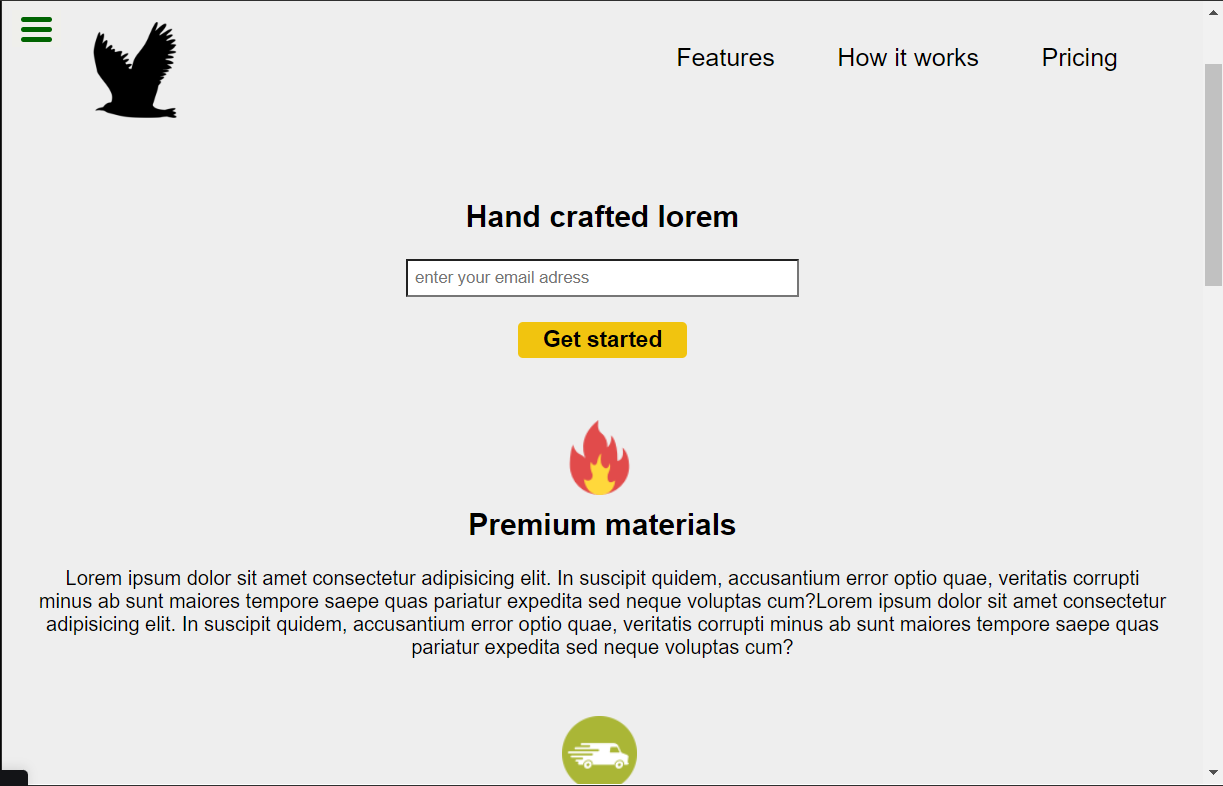 Features
How it works
Pricing
Hand crafted lorem
enter your email adress
Get started
Premium materials
Lorem ipsum dolor sit amet consectetur adipisicing elit. In suscipit quidem, accusantium error optio quae, veritatis corrupti
minus ab sunt maiores tempore saepe quas pariatur expedita sed neque voluptas cum?Lorem ipsum dolor sit amet consectetur
adipisicing elit. In suscipit quidem, accusantium error optio quae, veritatis corrupti minus ab sunt maiores tempore saepe quas
pariatur expedita sed neque voluptas cum?